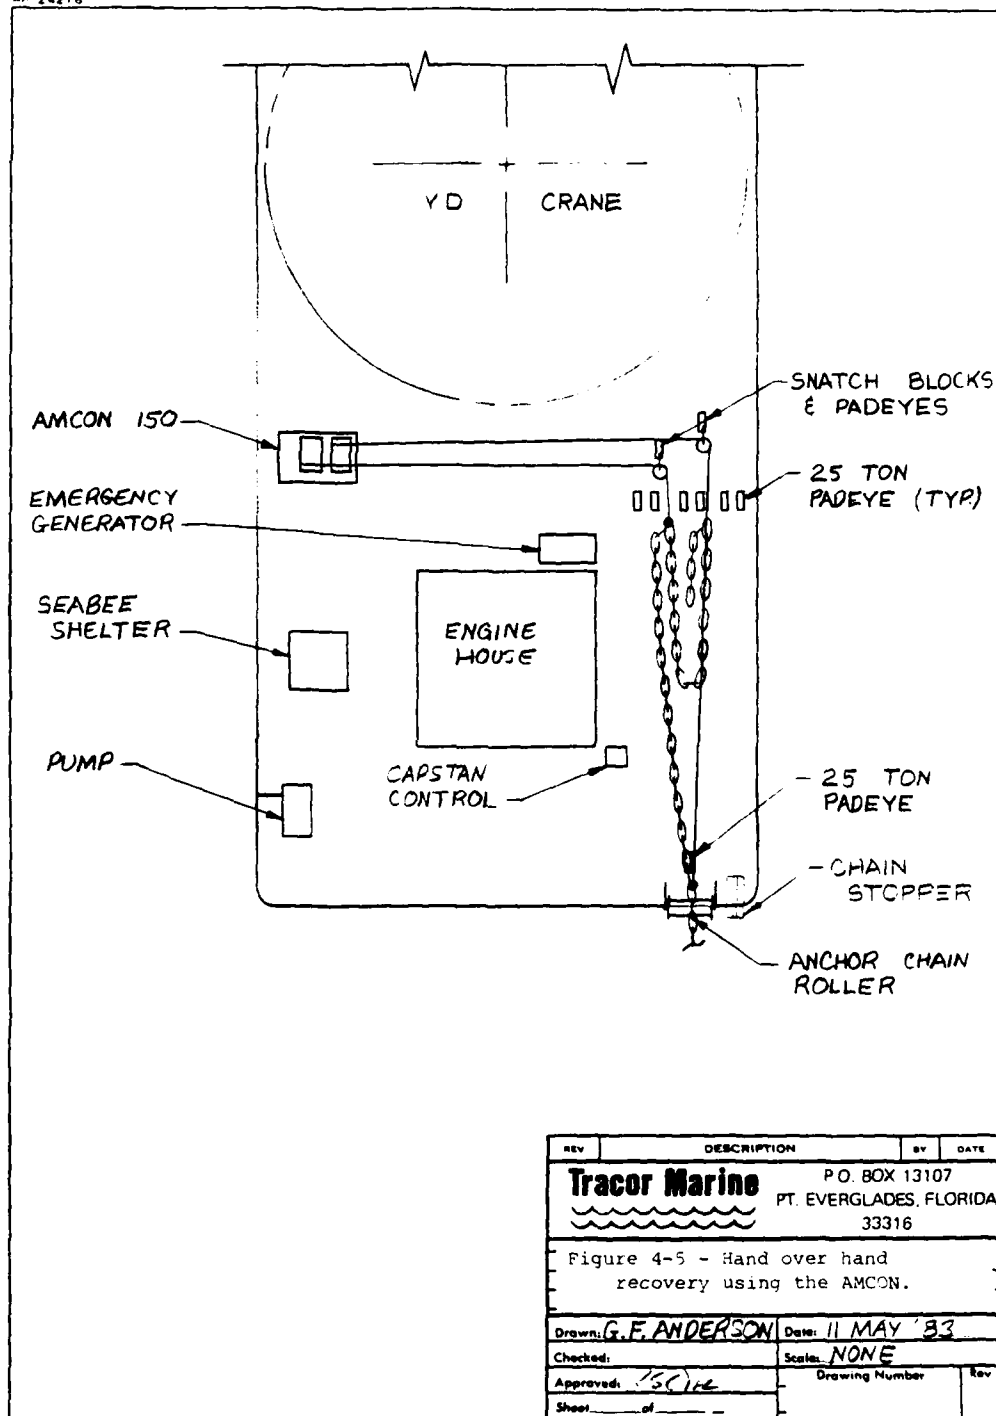 YD CRANE
SNATCH BLOCKS
& PADEYES
AMCON 150
25 TON
PADEYE (TYP.)
EMERGENCY
GENERATOR
SEABEE
SHELTER
ENGINE
HOUSE
PUMP
CAPSTAN
CONTROL
25 TON
PADEYE
CHAIN
STOPPER
ANCHOR CHAIN
ROLLER
REV DESCRIPTION BY DATE
Tracor Marine
P.O. BOX 13107
PT. EVERGLADES, FLORIDA
33316
Figure 4-5 - Hand over hand
recovery using the AMCON.
Drawn: G.F. ANDERSON Date: 11 MAY '83
Checked: Scale: NONE
Approved: Drawing Number Rev
Sheet of